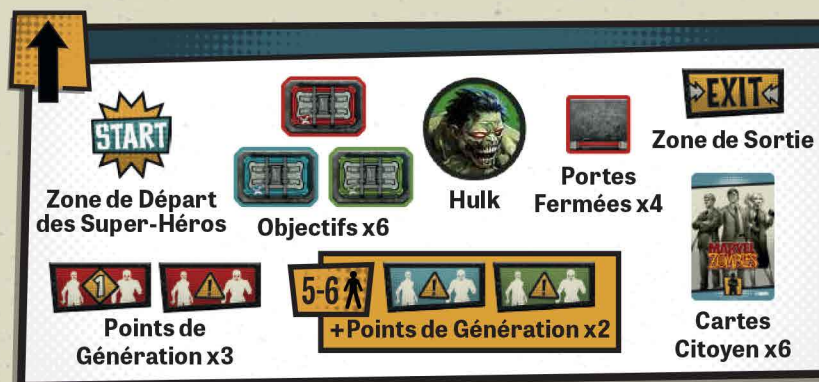 START
Zone de Départ
des Super-Héros
Objectifs x6
Hulk
Portes
Fermées x4
EXIT
Zone de Sortie
1
Points de
Génération x3
5-6
+Points de Génération x2
MARVEL
ZOMBIES
Cartes
Citoyen x6